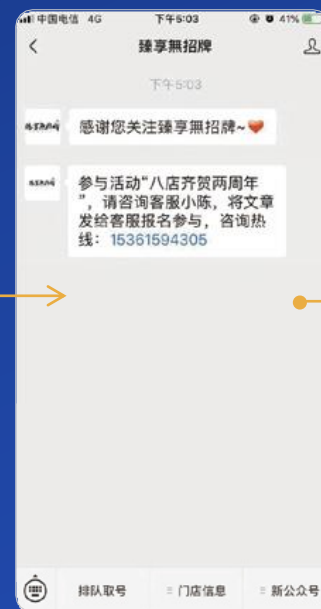 中国电信 4G 下午5:03 41%
臻享無招牌
下午5:03
感谢您关注臻享無招牌~❤
参与活动“八店齐贺两周年
”，请咨询客服小陈，将文章
发给客服报名参与，咨询热
线：15361594305
排队取号 门店信息 新公众号